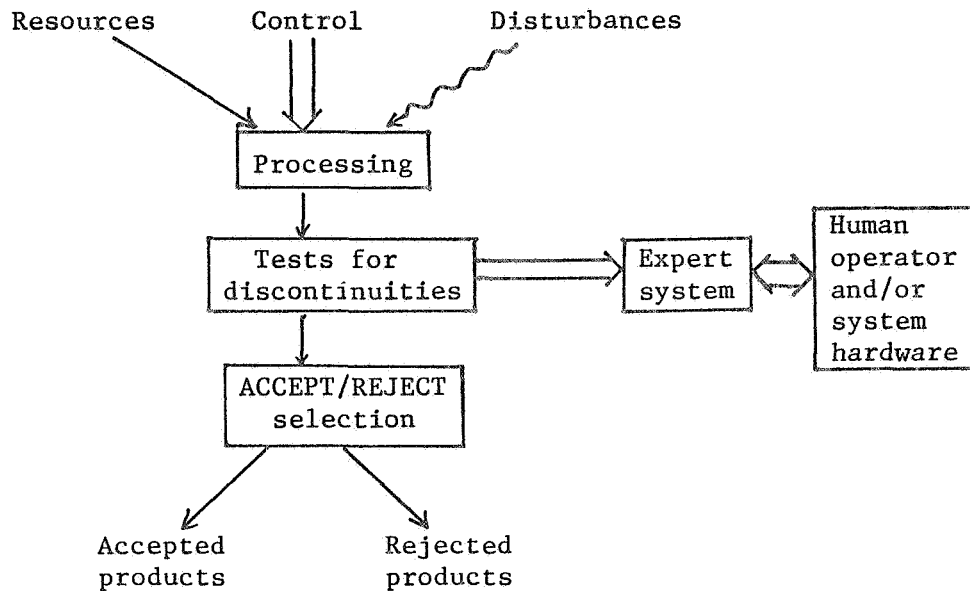 Resources Control Disturbances
Processing
Tests for
discontinuities
Expert
system
Human
operator
and/or
system
hardware
ACCEPT/REJECT
selection
Accepted
products
Rejected
products